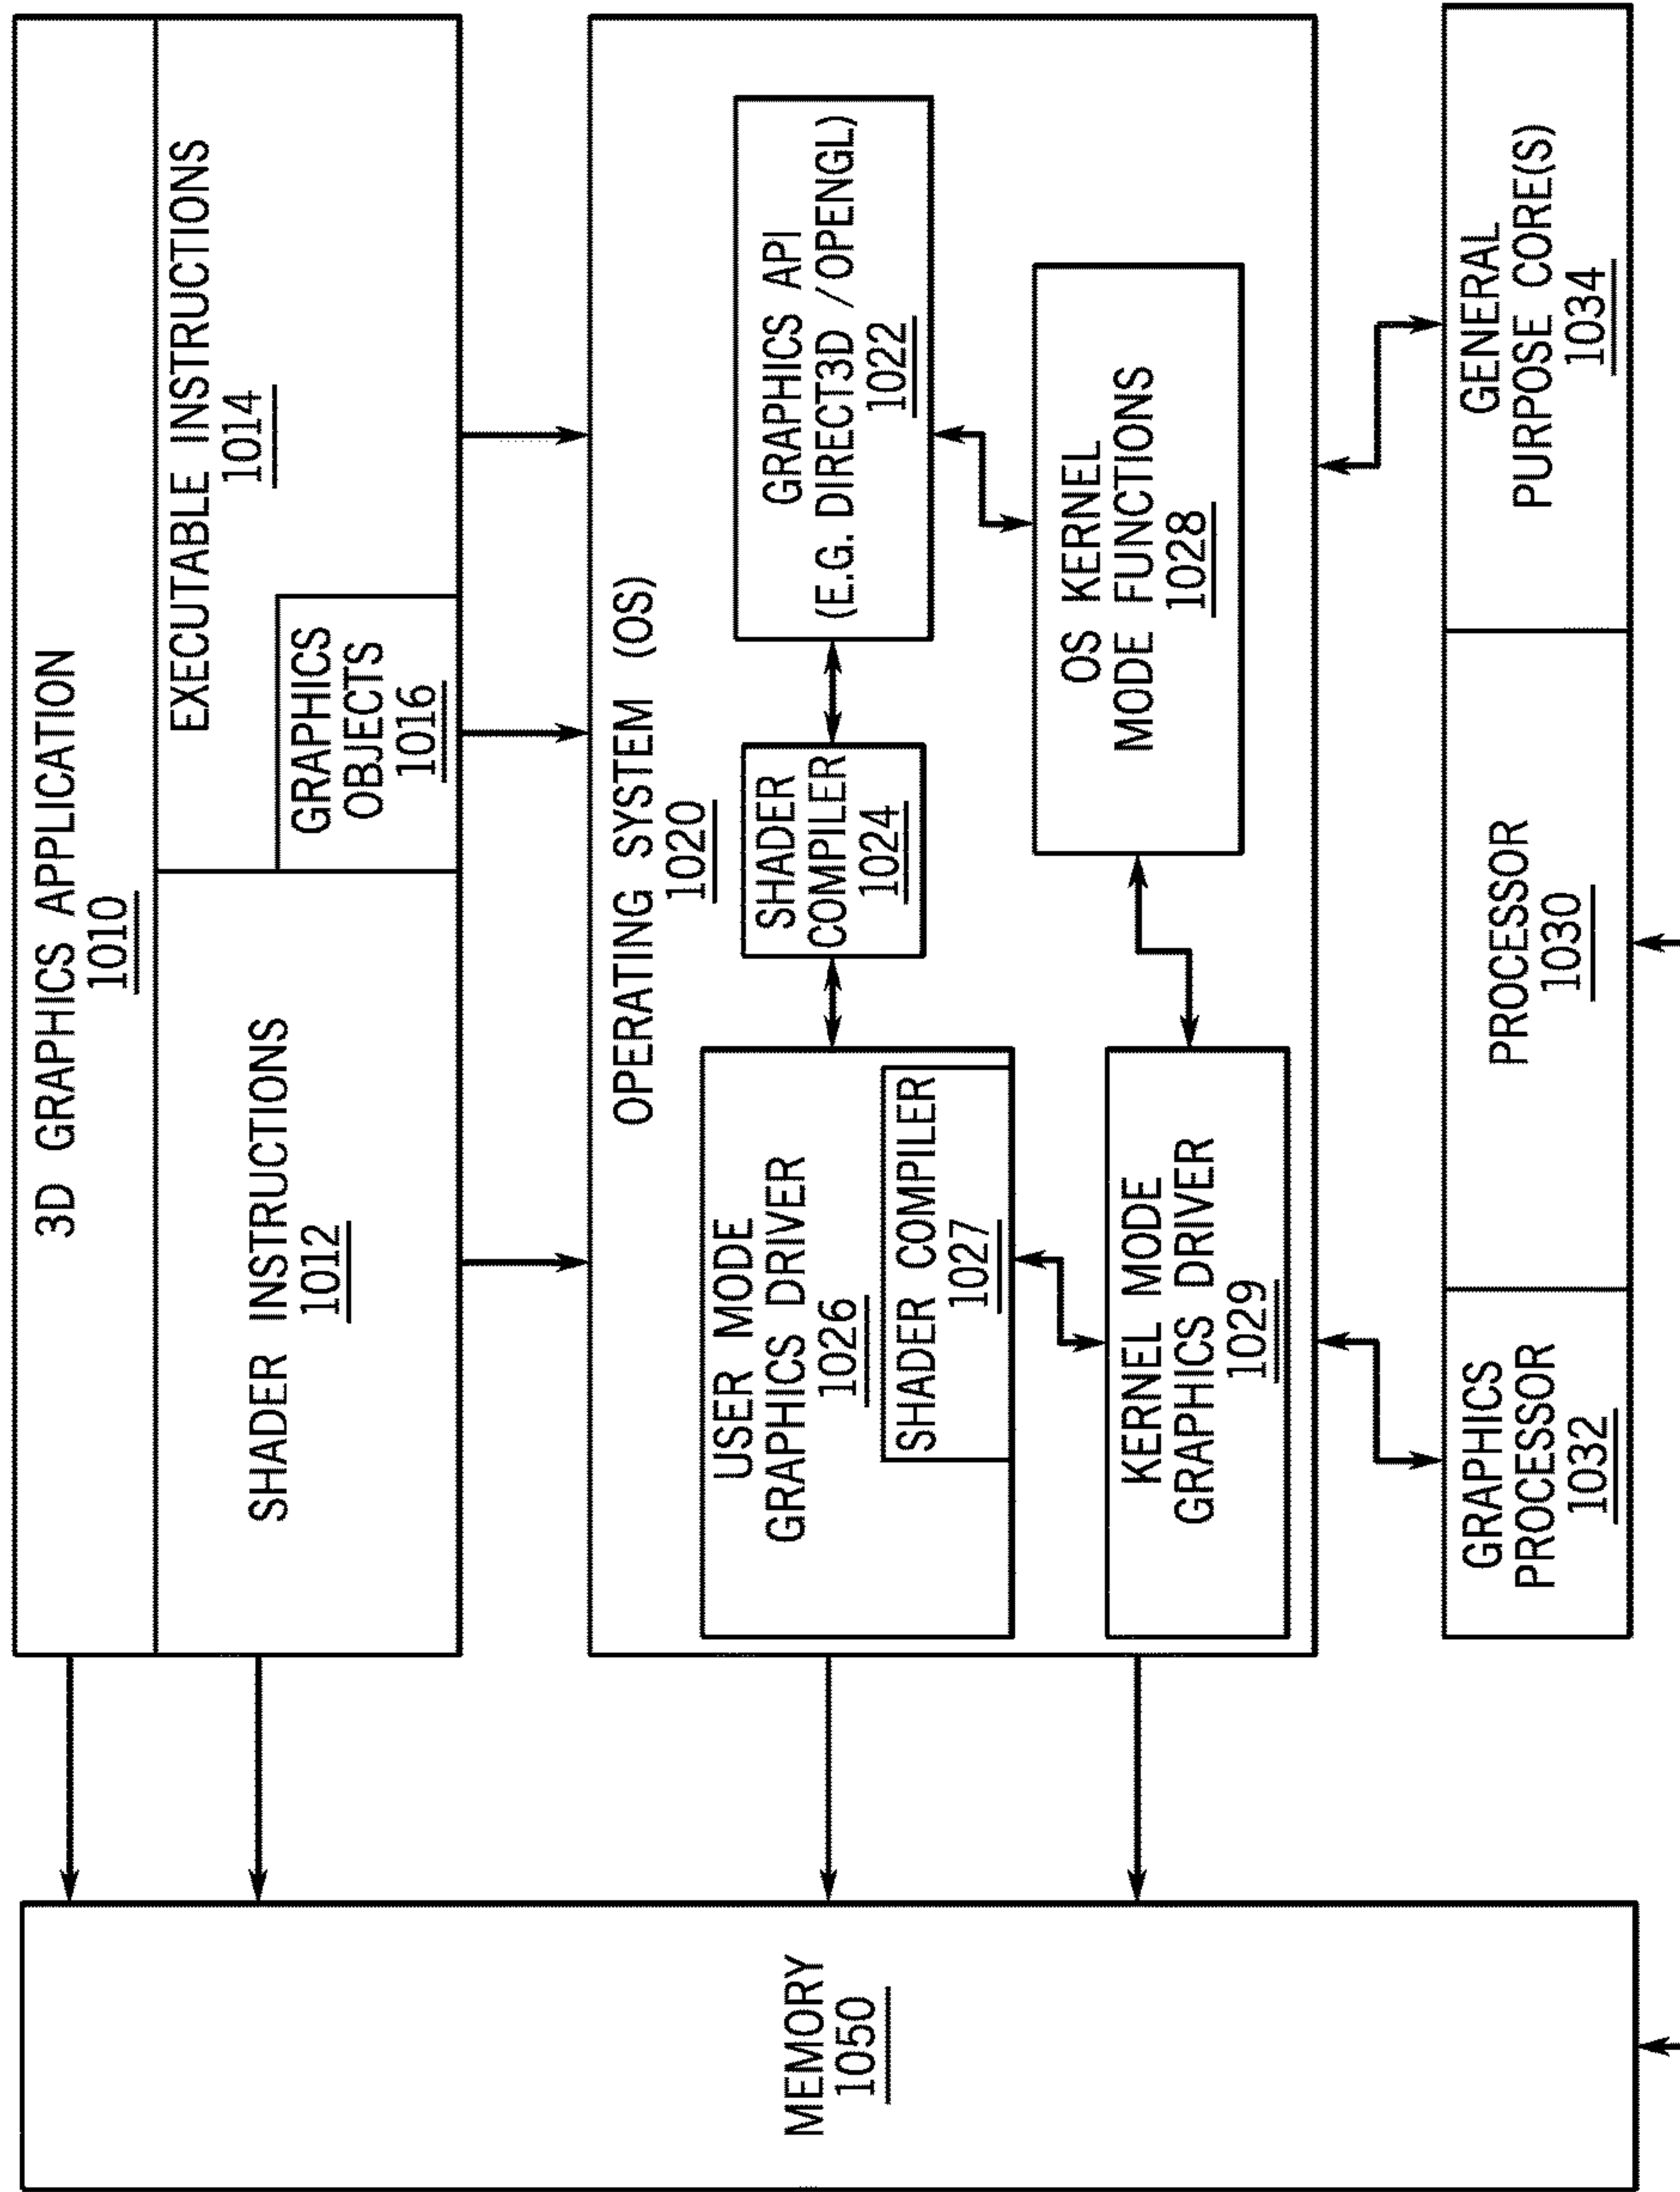 3D GRAPHICS APPLICATION
1010
SHADER INSTRUCTIONS
1012
EXECUTABLE INSTRUCTIONS
1014
GRAPHICS
OBJECTS
1016
OPERATING SYSTEM (OS)
1020
USER MODE
GRAPHICS DRIVER
1026
SHADER COMPILER
1027
SHADER
COMPILER
1024
GRAPHICS API
(E.G. DIRECT3D /OPENGL)
1022
KERNEL MODE
GRAPHICS DRIVER
1029
OS KERNEL
MODE FUNCTIONS
1028
GRAPHICS
PROCESSOR
1032
PROCESSOR
1030
GENERAL
PURPOSE CORE(S)
1034
MEMORY
1050